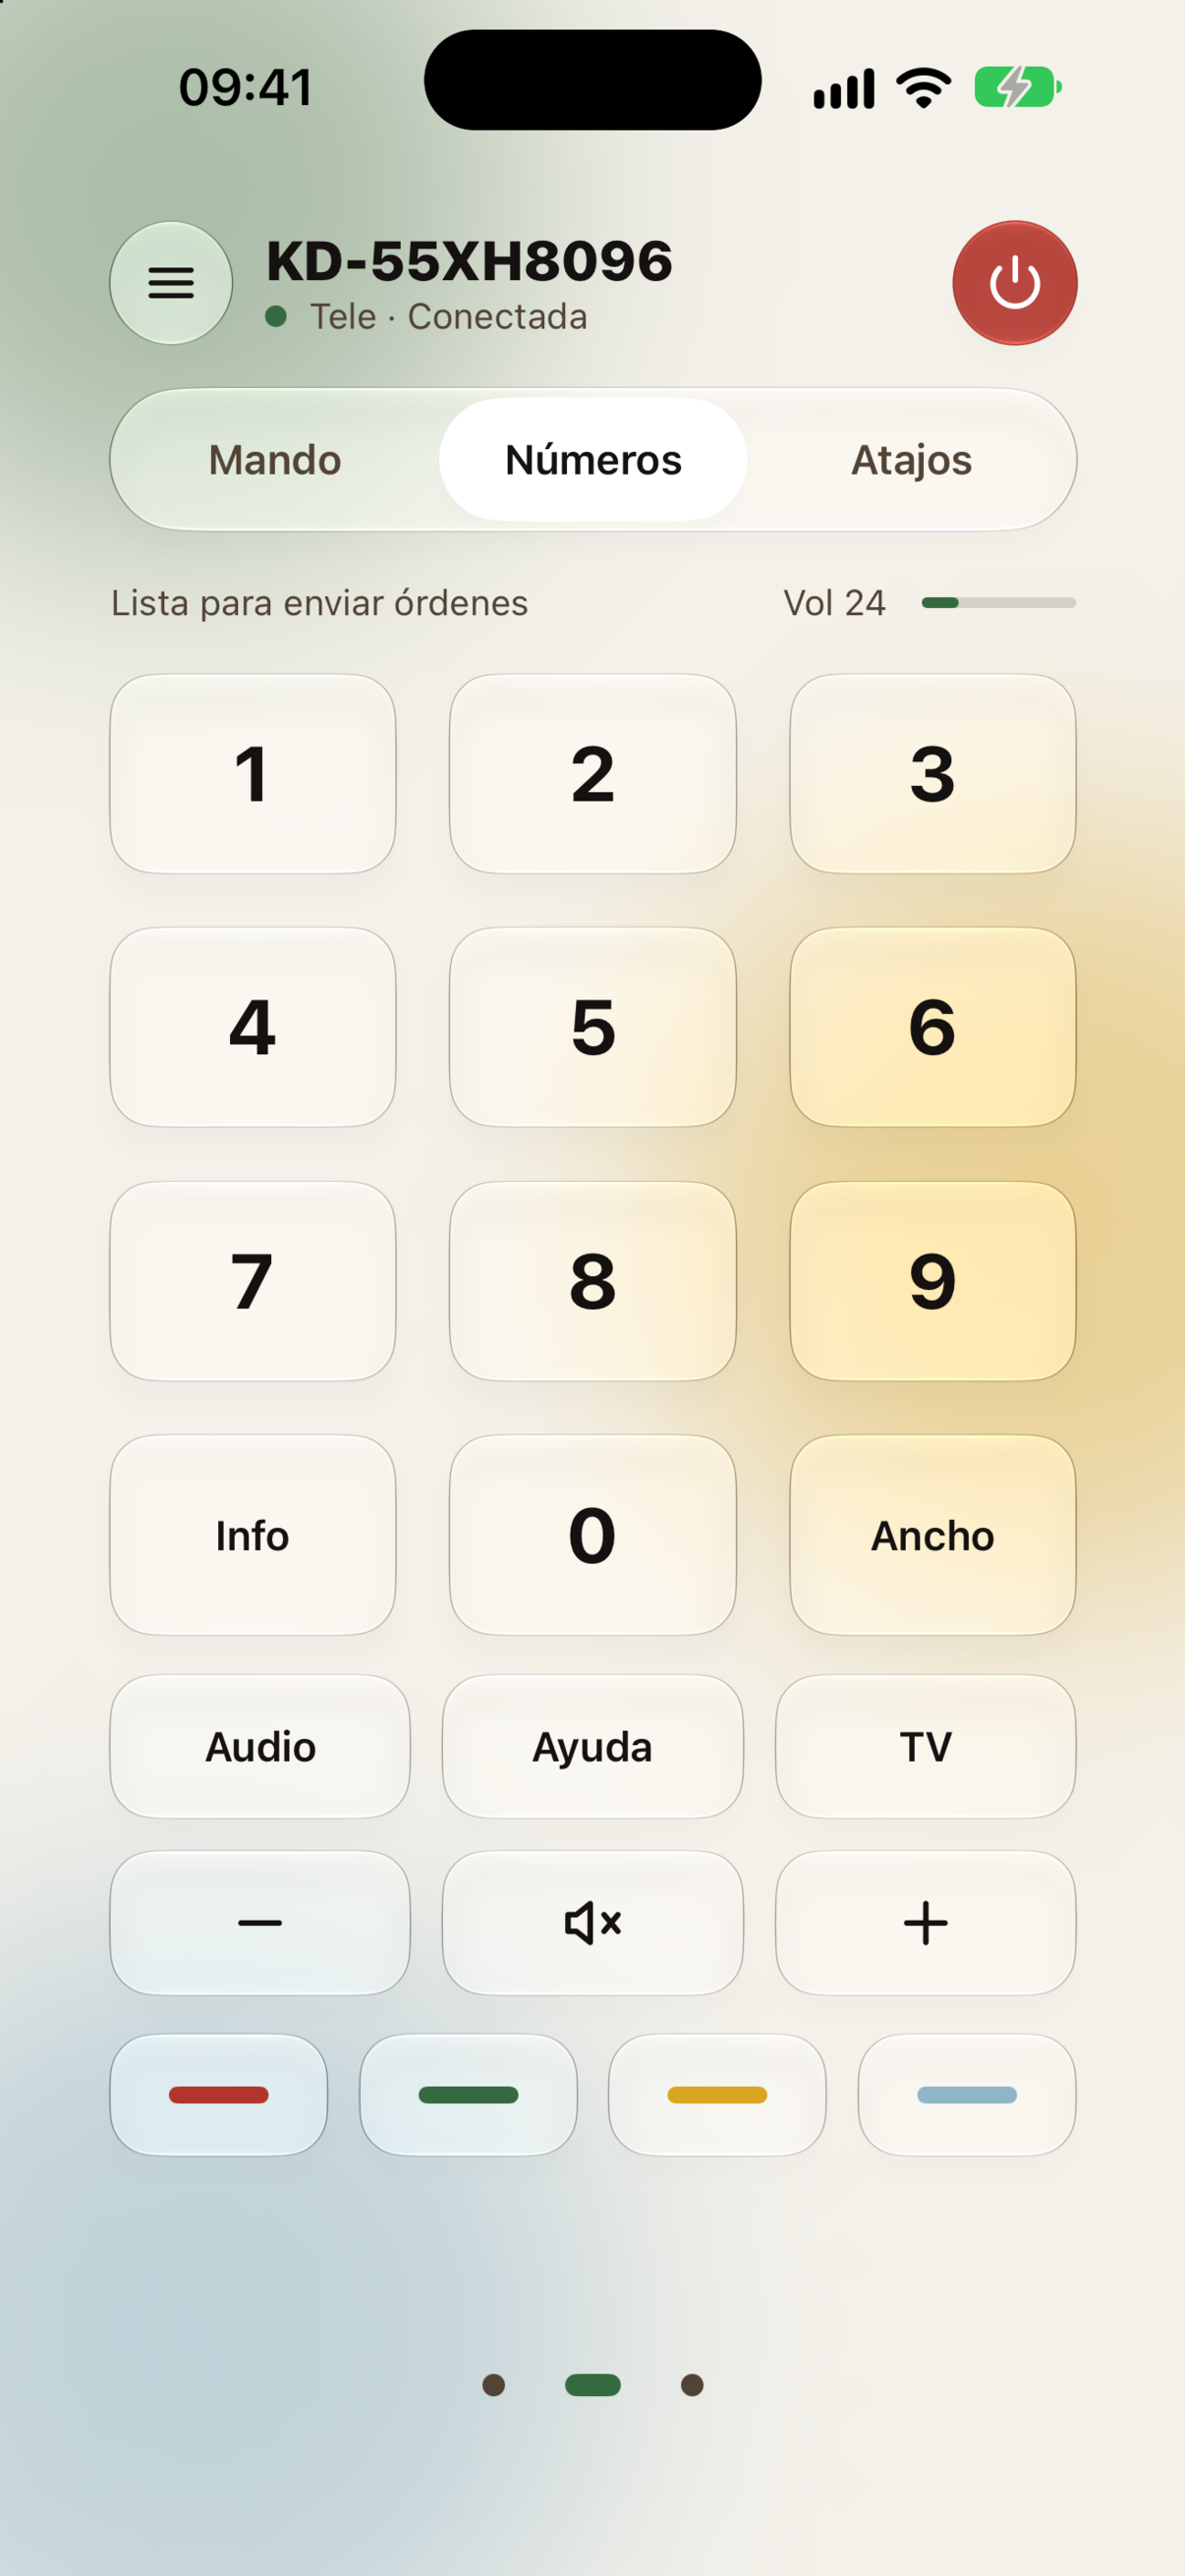 09:41
KD-55XH8096
Tele · Conectada
Mando Números Atajos
Lista para enviar órdenes Vol 24
1 2 3
4 5 6
7 8 9
Info 0 Ancho
Audio Ayuda TV